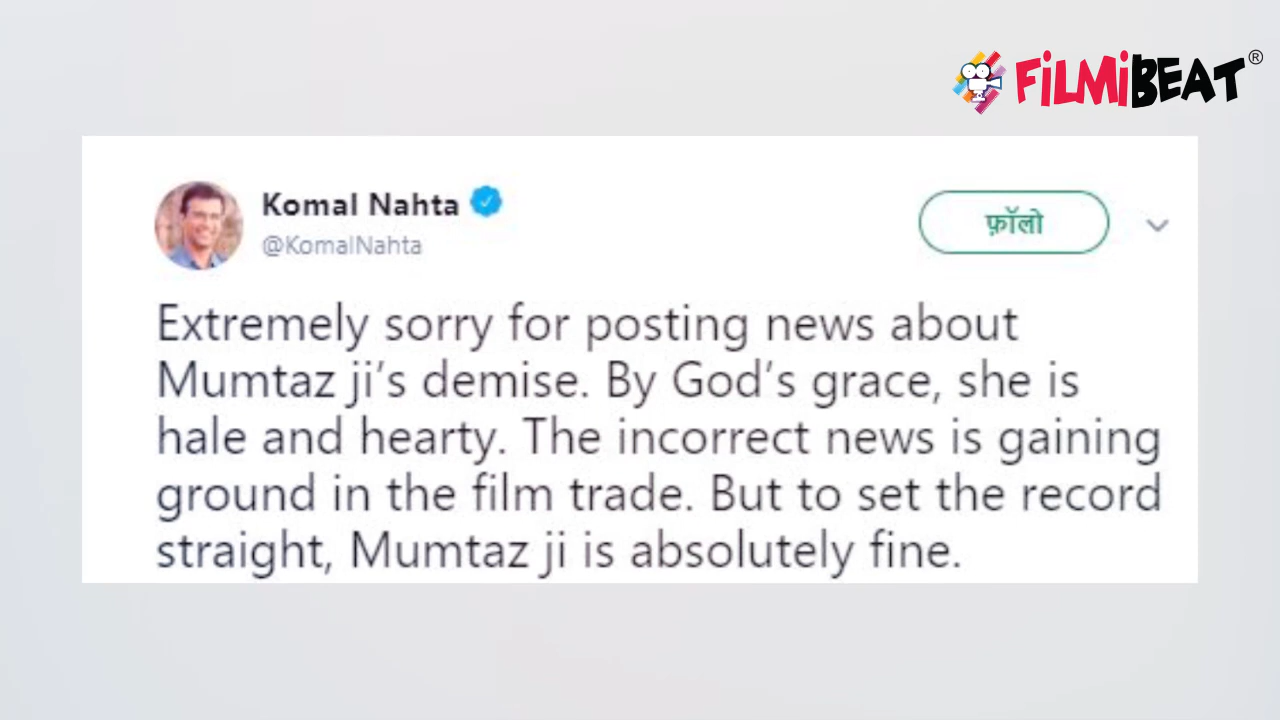 FiLMiBEAT®
Komal Nahta
@KomalNahta
फ़ॉलो
Extremely sorry for posting news about
Mumtaz ji’s demise. By God’s grace, she is
hale and hearty. The incorrect news is gaining
ground in the film trade. But to set the record
straight, Mumtaz ji is absolutely fine.